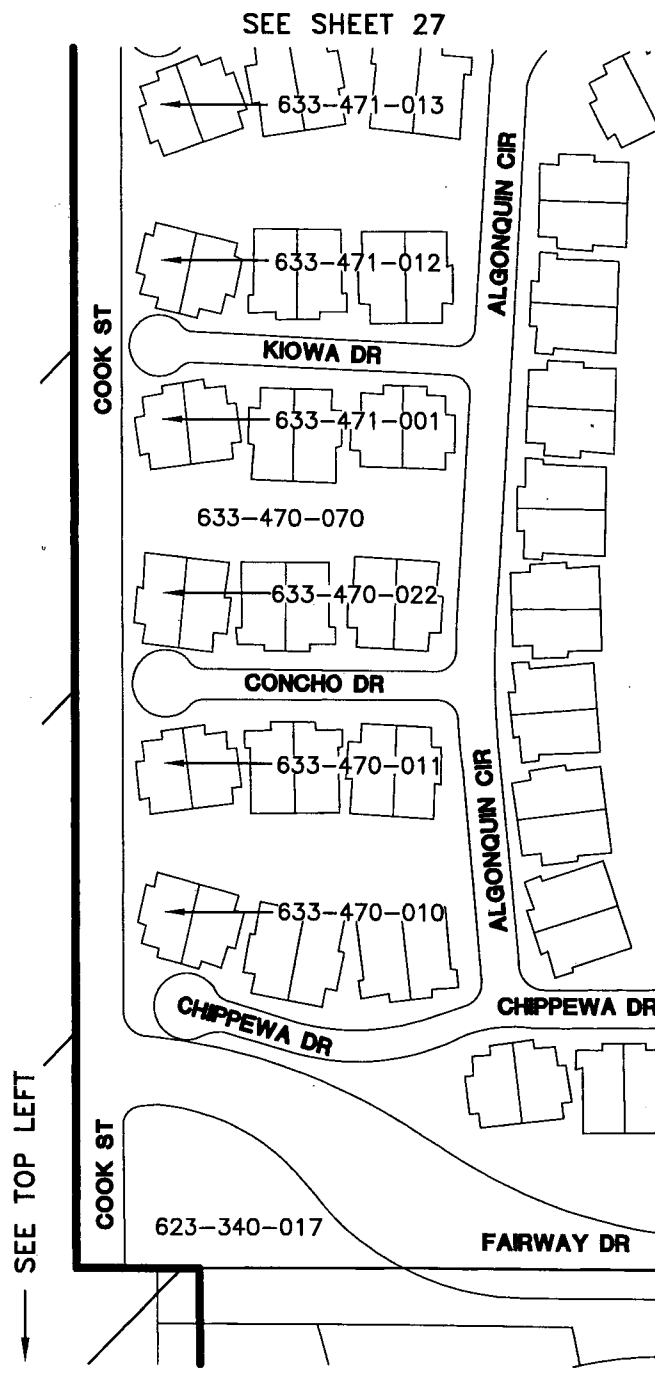 SEE SHEET 27
633-471-013
ALGONQUIN CIR
633-471-012
COOK ST
KIOWA DR
633-471-001
633-470-070
633-470-022
CONCHO DR
633-470-011
ALGONQUIN CIR
633-470-010
CHIPPEWA DR
CHIPPEWA DR
SEE TOP LEFT
COOK ST
623-340-017
FAIRWAY DR